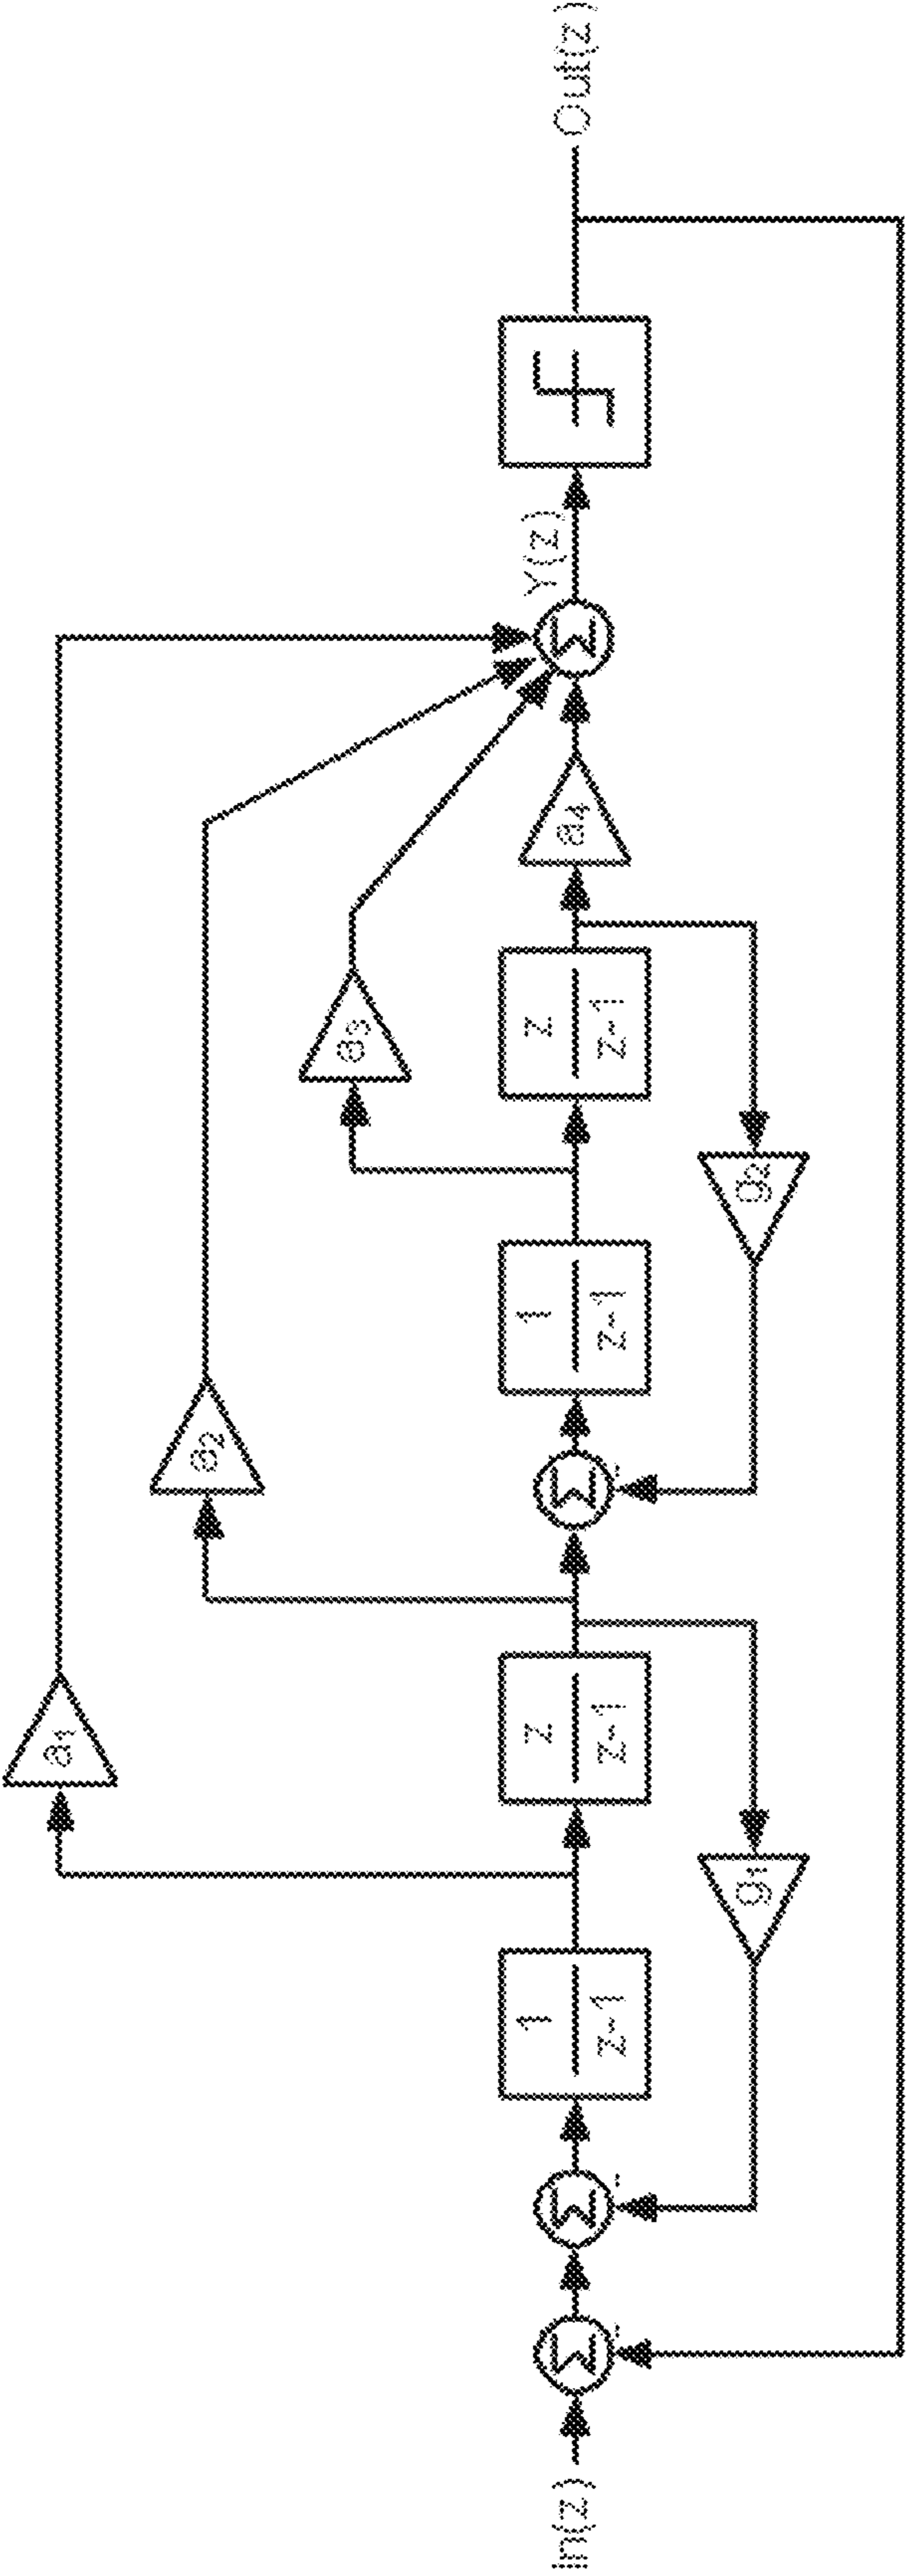 In(z)
Σ
Σ
1
z-1
a1
z
z-1
g1
a2
Σ
1
z-1
a3
z
z-1
g2
a4
Σ
Y(z)
Out(z)